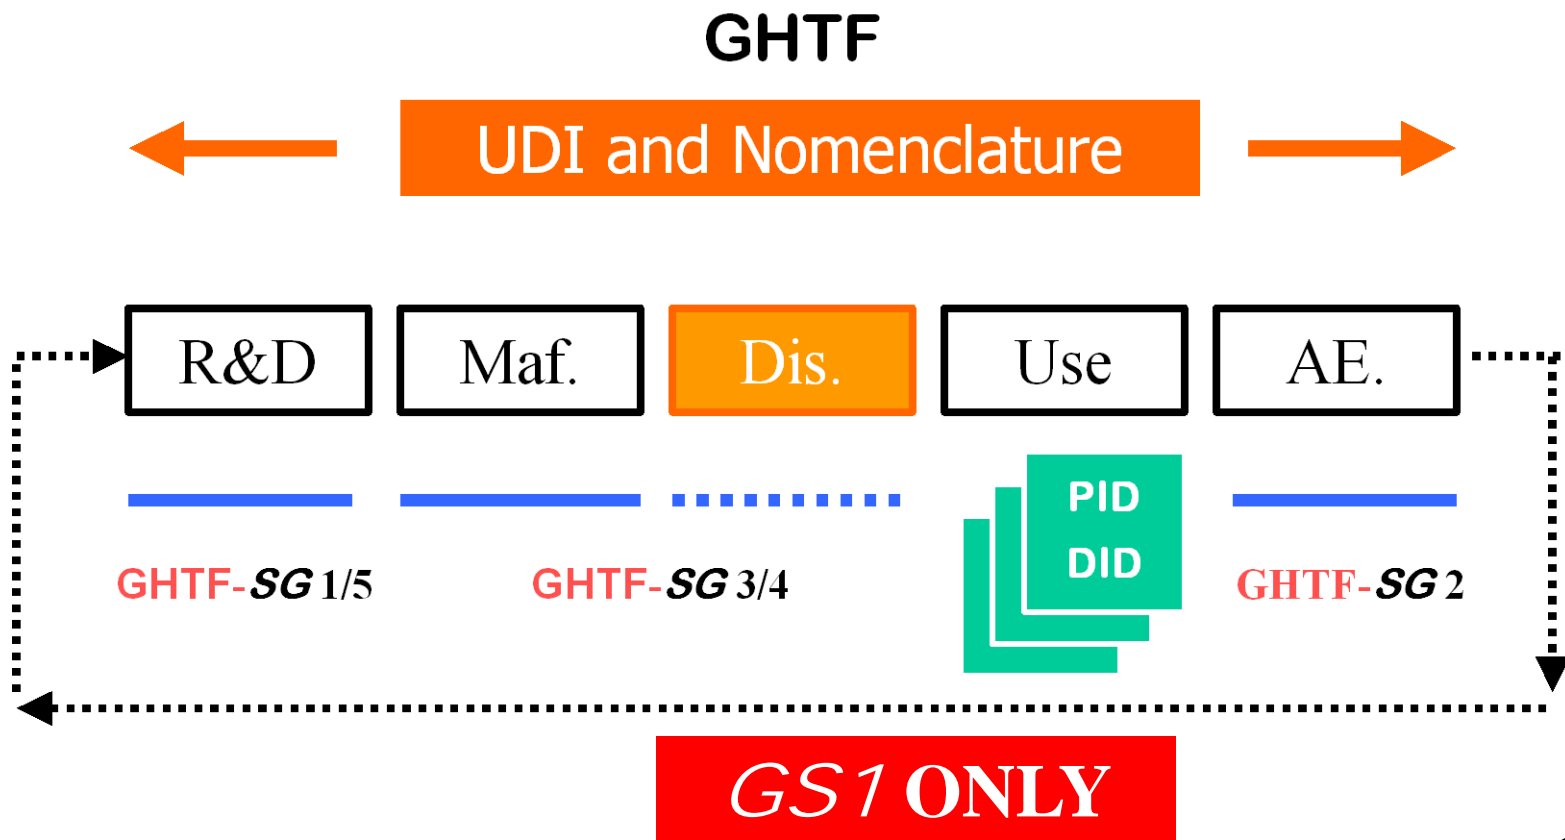 GHTF
UDI and Nomenclature
R&D
Maf.
Dis.
Use
AE.
PID
DID
GHTF-SG 1/5
GHTF-SG 3/4
GHTF-SG 2
GS1 ONLY